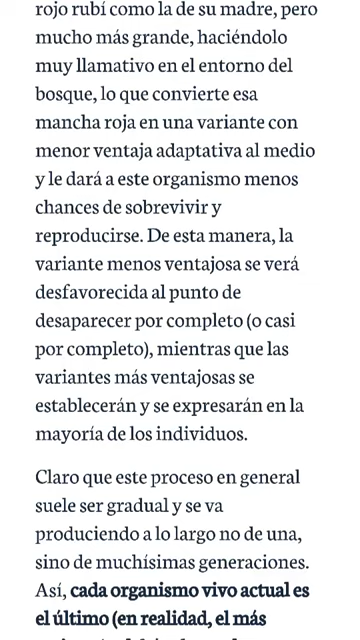 rojo rubí como la de su madre, pero
mucho más grande, haciéndolo
muy llamativo en el entorno del
bosque, lo que convierte esa
mancha roja en una variante con
menor ventaja adaptativa al medio
y le dará a este organismo menos
chances de sobrevivir y
reproducirse. De esta manera, la
variante menos ventajosa se verá
desfavorecida al punto de
desaparecer por completo (o casi
por completo), mientras que las
variantes más ventajosas se
establecerán y se expresarán en la
mayoría de los individuos.
Claro que este proceso en general
suele ser gradual y se va
produciendo a lo largo no de una,
sino de muchísimas generaciones.
Así, cada organismo vivo actual es
el último (en realidad, el más